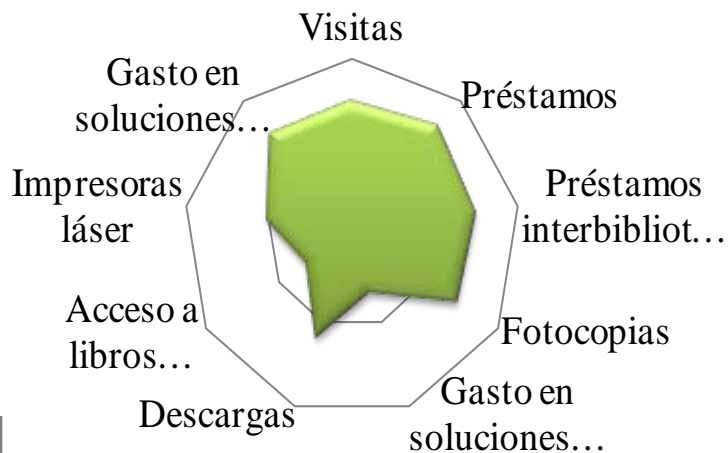 Visitas
Préstamos
Préstamos
interbibliot…
Fotocopias
Gasto en
soluciones…
Descargas
Acceso a
libros…
Impresoras
láser
Gasto en
soluciones…